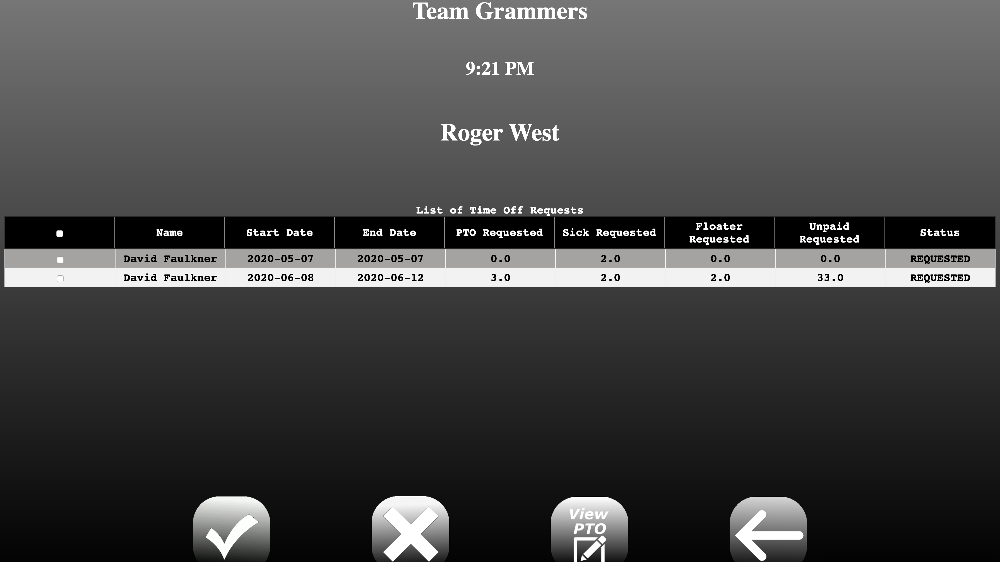 Team Grammers
9:21 PM
Roger West
List of Time Off Requests
Name Start Date End Date PTO Requested Sick Requested Floater Requested Unpaid Requested Status
David Faulkner 2020-05-07 2020-05-07 0.0 2.0 0.0 0.0 REQUESTED
David Faulkner 2020-06-08 2020-06-12 3.0 2.0 2.0 33.0 REQUESTED
View
PTO